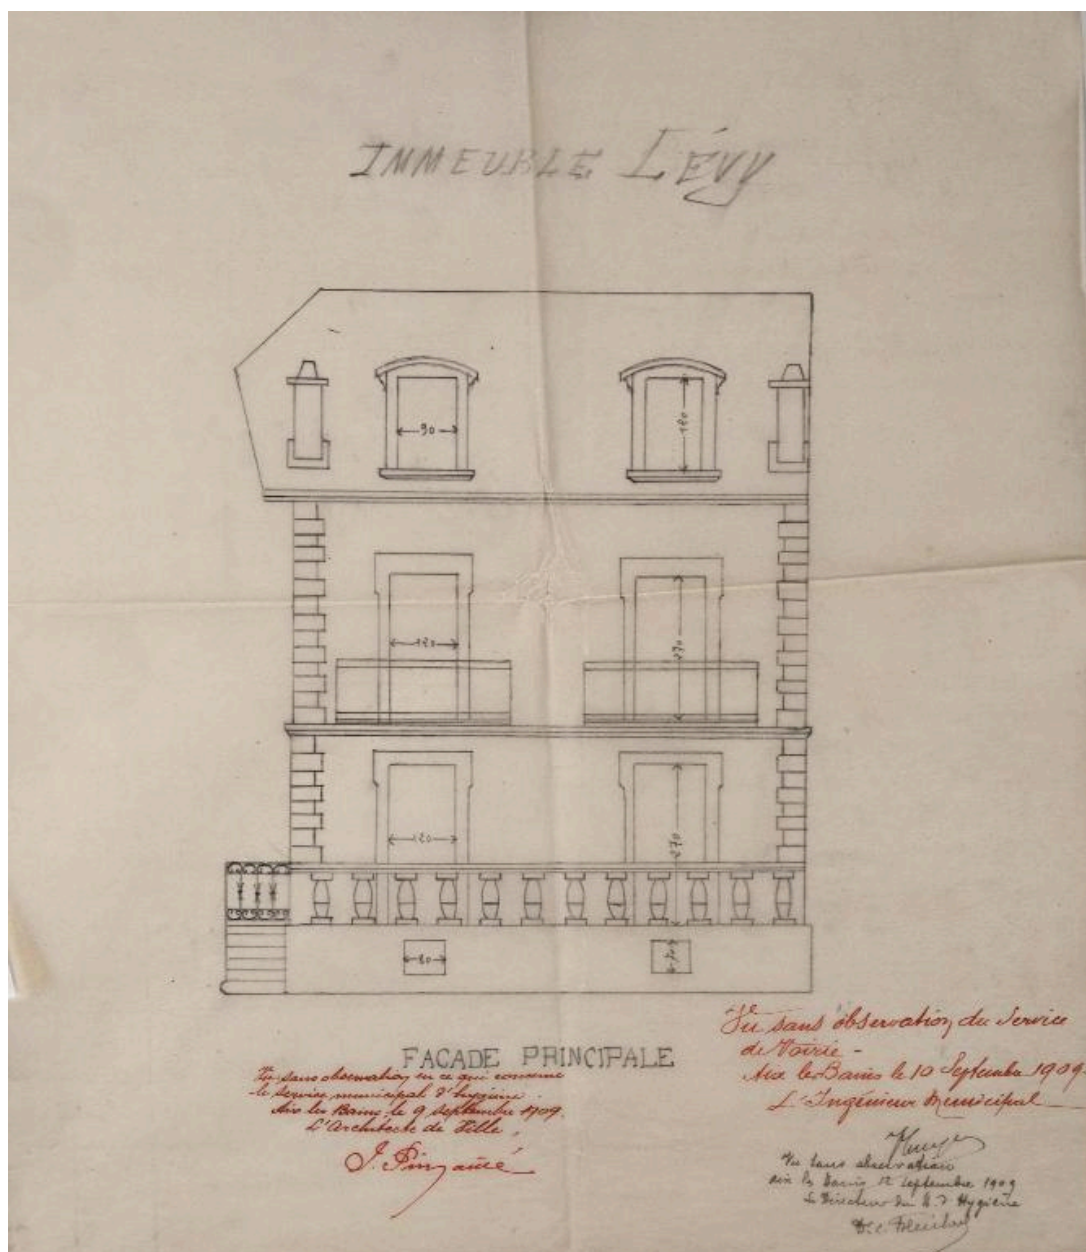 IMMEUBLE LÉVY
90
180
120
270
120
270
80
FAÇADE PRINCIPALE
Vu sans observation en ce qui concerne
le service municipal d'hygiène.
Aix les Bains le 9 septembre 1909.
L'Architecte de Ville,
J. Pin
Vu sans observation du Service
de Voirie -
Aix les Bains le 10 Septembre 1909
L'Ingénieur Municipal
Vu sans observation
Aix les Bains 12 septembre 1909
Le Directeur du B. d'Hygiène